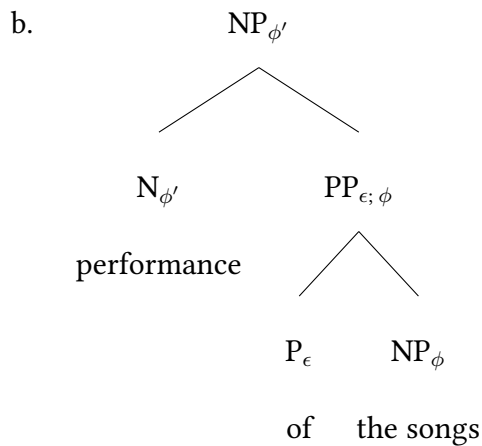 b. NP_ϕ′
N_ϕ′ PP_ϵ; ϕ
performance
P_ϵ NP_ϕ
of the songs